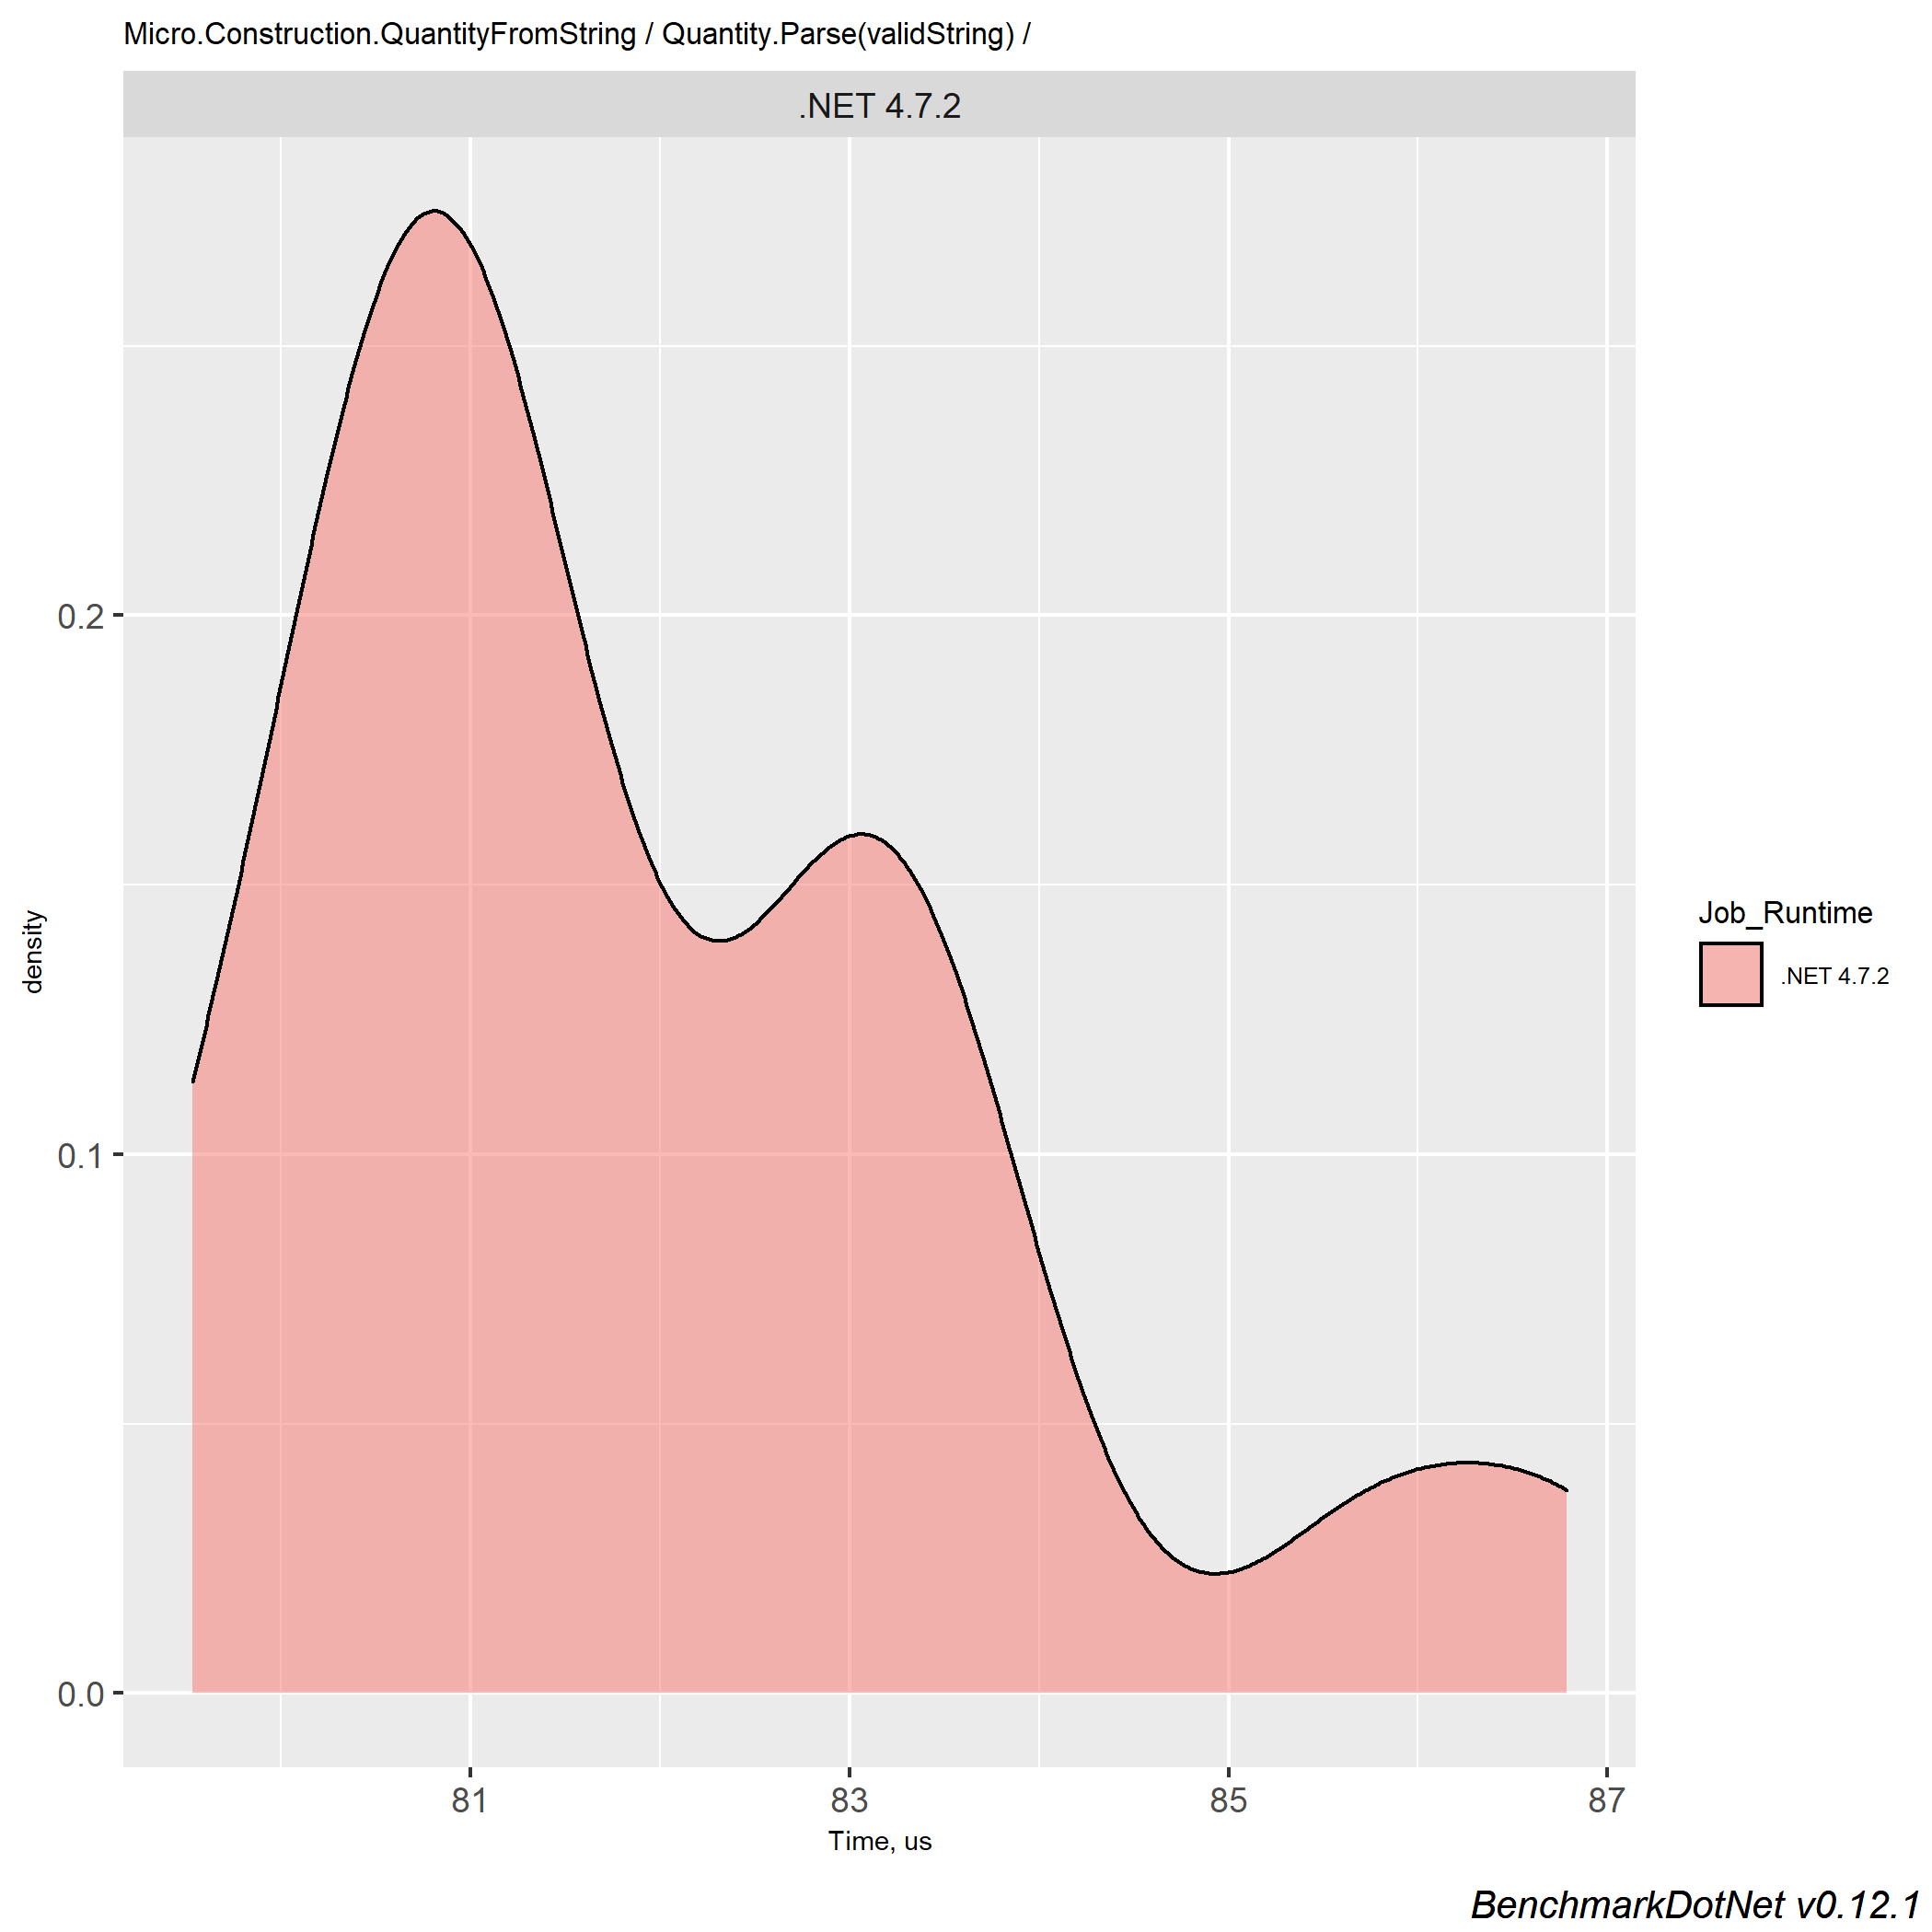 Micro.Construction.QuantityFromString / Quantity.Parse(validString) /
.NET 4.7.2
0.2
0.1
0.0
density
81 83 85 87
Time, us
Job_Runtime
.NET 4.7.2
BenchmarkDotNet v0.12.1